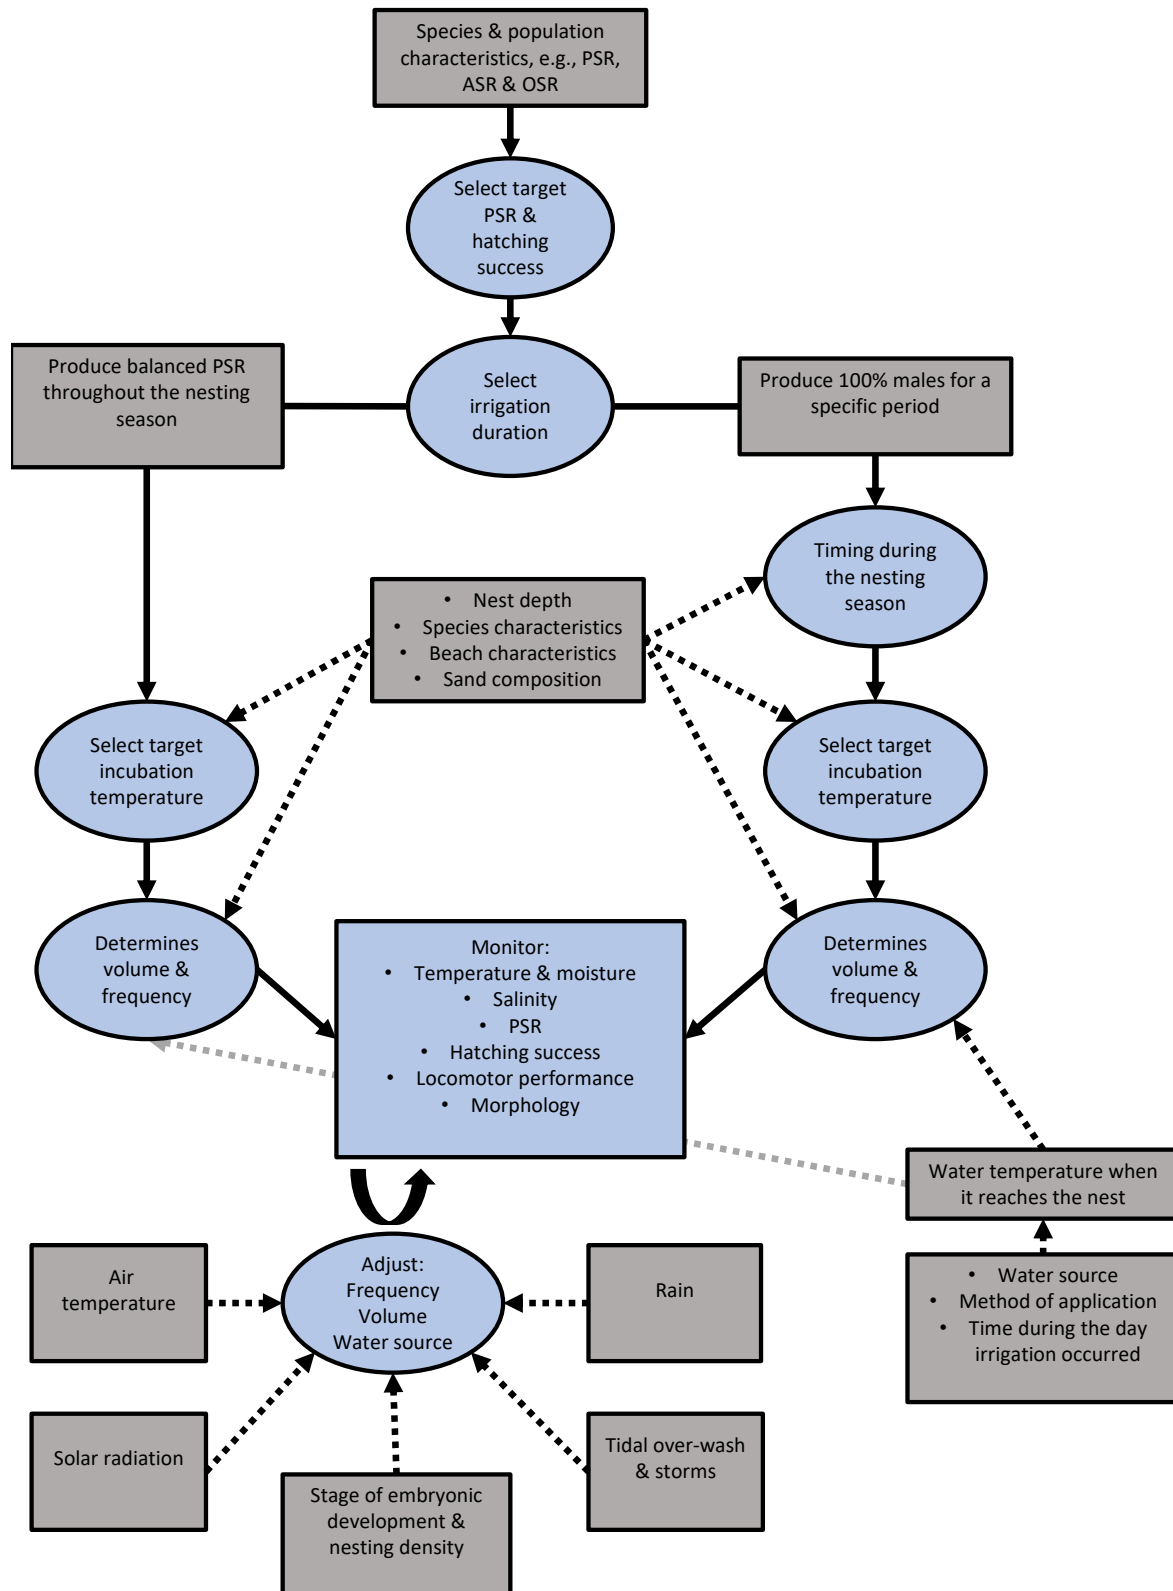 Species & population
characteristics, e.g., PSR,
ASR & OSR
Select target
PSR &
hatching
success
Produce balanced PSR
throughout the nesting
season
Select
irrigation
duration
Produce 100% males for a
specific period
Timing during
the nesting
season
• Nest depth
• Species characteristics
• Beach characteristics
• Sand composition
Select target
incubation
temperature
Select target
incubation
temperature
Determines
volume &
frequency
Monitor:
• Temperature & moisture
• Salinity
• PSR
• Hatching success
• Locomotor performance
• Morphology
Determines
volume &
frequency
Water temperature when
it reaches the nest
Air
temperature
Adjust:
Frequency
Volume
Water source
Rain
• Water source
• Method of application
• Time during the day
irrigation occurred
Solar radiation
Stage of embryonic
development &
nesting density
Tidal over-wash
& storms